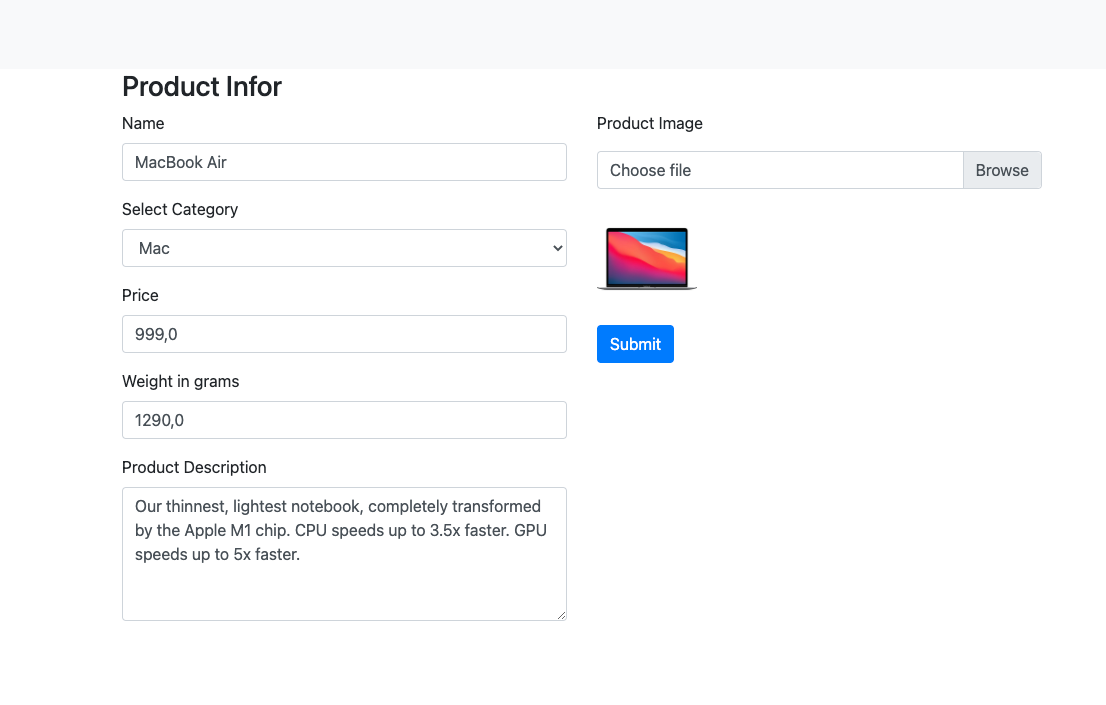 Product Infor
Name
MacBook Air
Select Category
Mac
Price
999,0
Weight in grams
1290,0
Product Description
Our thinnest, lightest notebook, completely transformed
by the Apple M1 chip. CPU speeds up to 3.5x faster. GPU
speeds up to 5x faster.
Product Image
Choose file
Browse
Submit